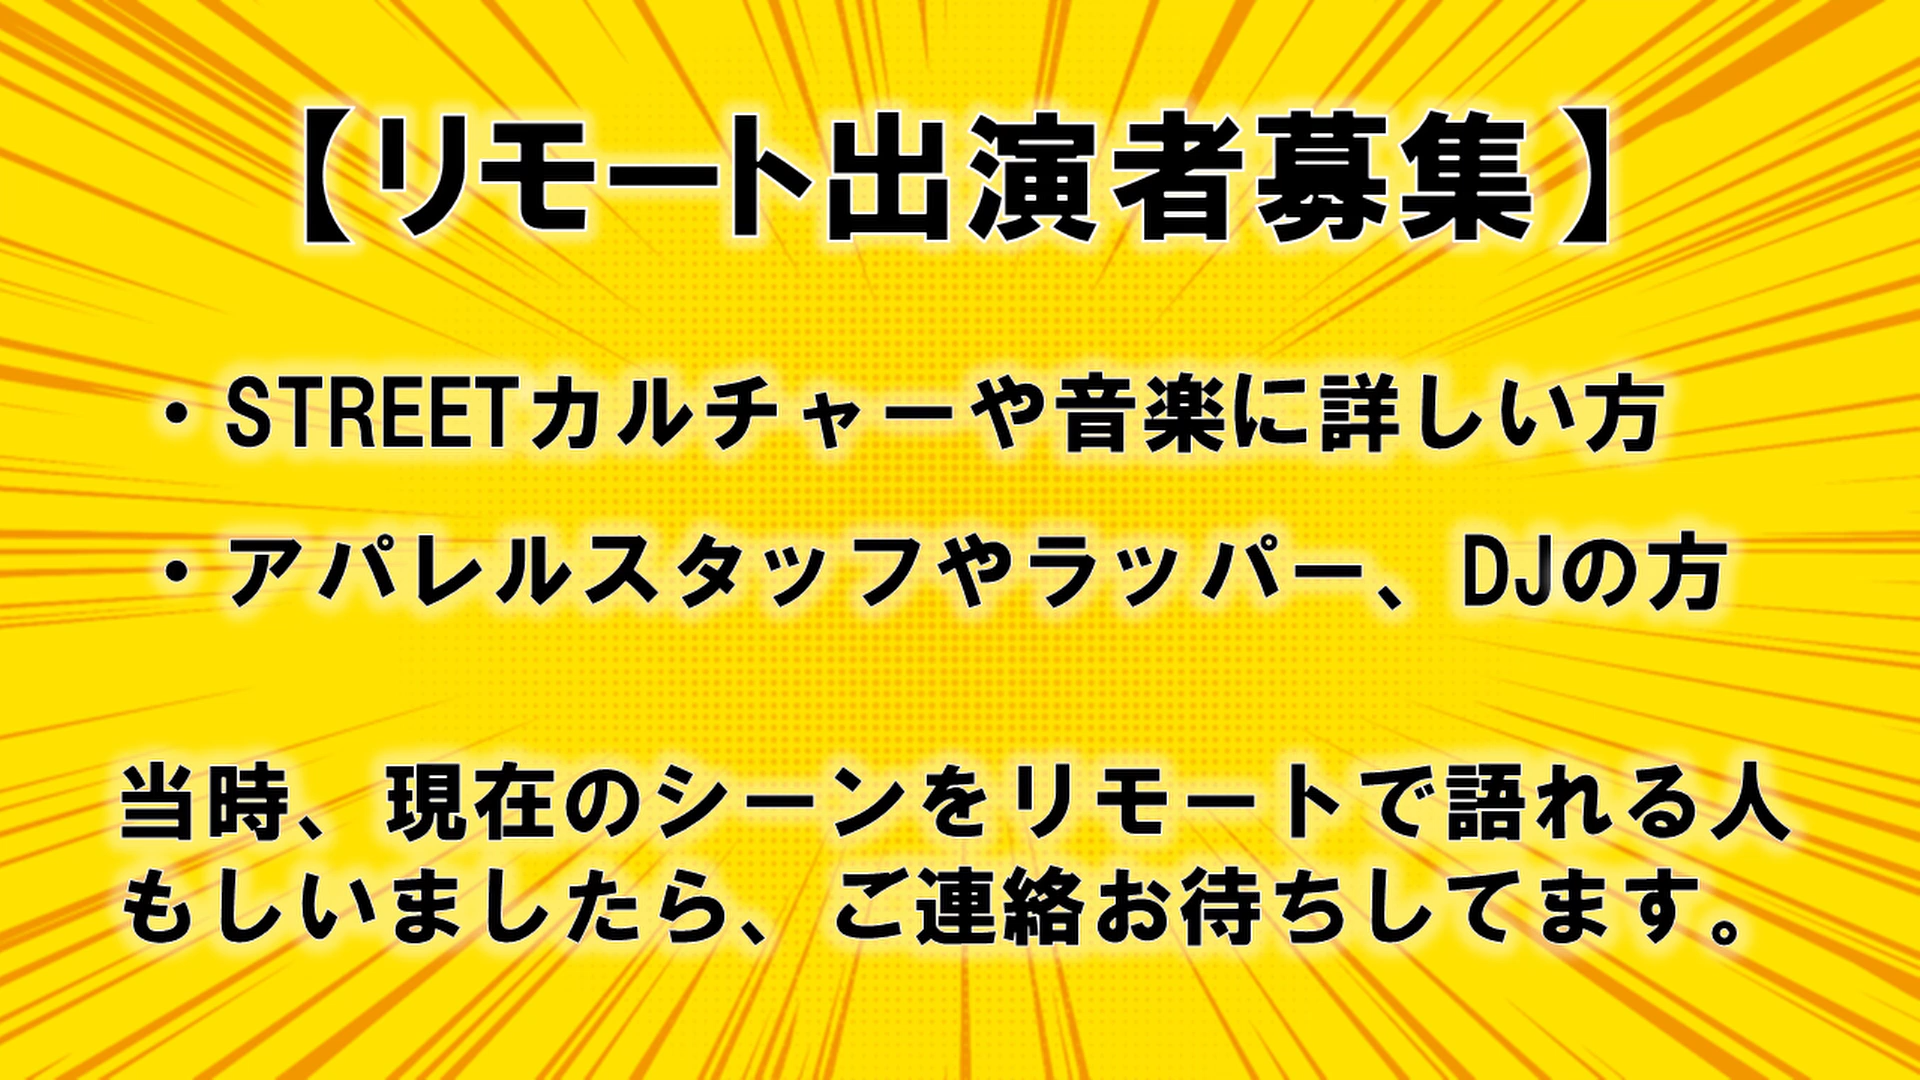 【リモート出演者募集】
・STREETカルチャーや音楽に詳しい方
・アパレルスタッフやラッパー、DJの方
当時、現在のシーンをリモートで語れる人
もしいましたら、ご連絡お待ちしてます。